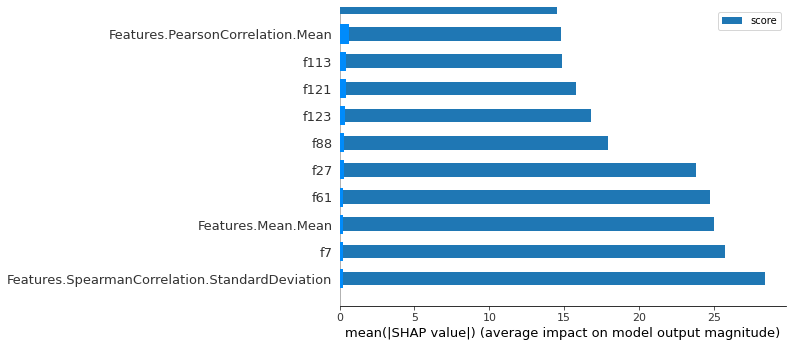 score
Features.PearsonCorrelation.Mean
f113
f121
f123
f88
f27
f61
Features.Mean.Mean
f7
Features.SpearmanCorrelation.StandardDeviation
0 5 10 15 20 25
mean(|SHAP value|) (average impact on model output magnitude)